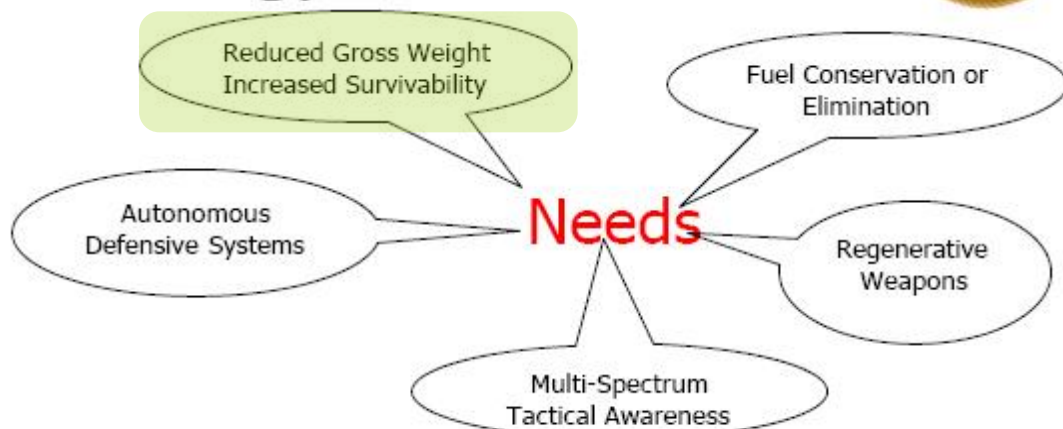 Reduced Gross Weight
Increased Survivability
Fuel Conservation or
Elimination
Autonomous
Defensive Systems
Needs
Regenerative
Weapons
Multi-Spectrum
Tactical Awareness